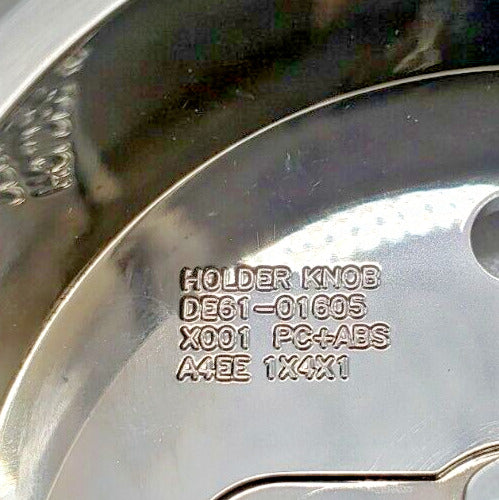 HOLDER KNOB
DE61-01605
X001 PC+ABS
A4EE 1X4X1